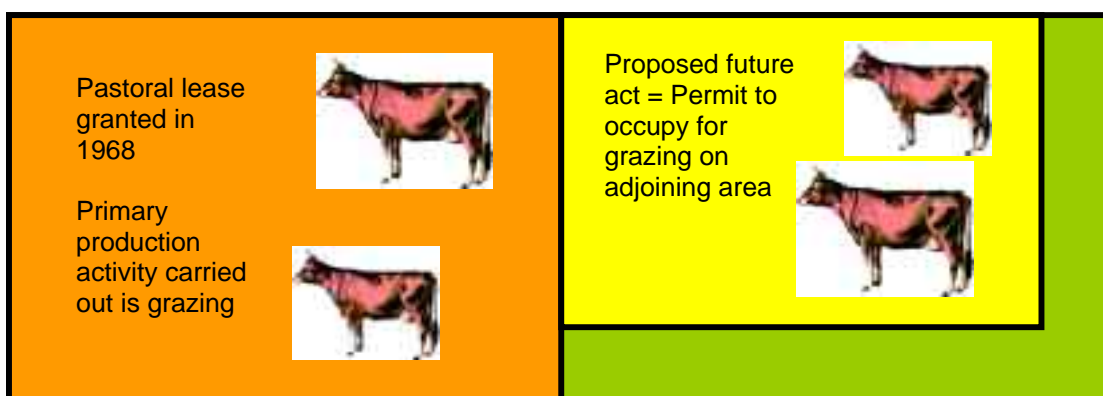 Pastoral lease
granted in
1968
Primary
production
activity carried
out is grazing
Proposed future
act = Permit to
occupy for
grazing on
adjoining area